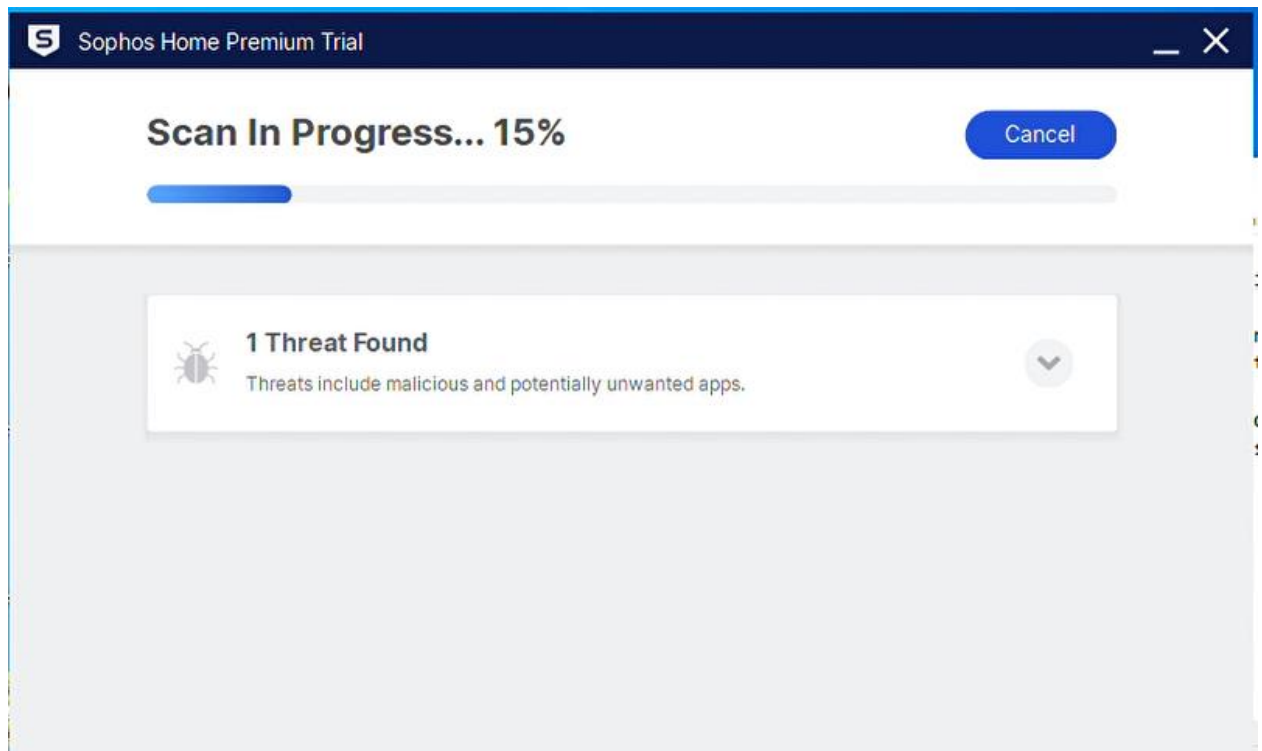 S Sophos Home Premium Trial
Scan In Progress... 15%
Cancel
1 Threat Found
Threats include malicious and potentially unwanted apps.